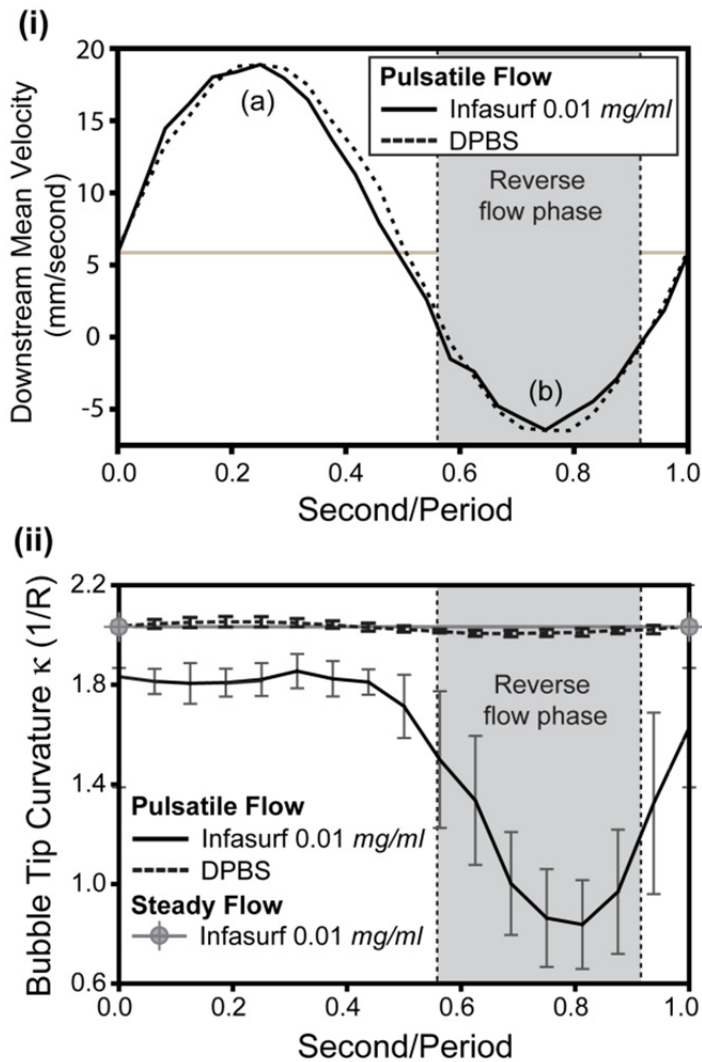 (i)
Downstream Mean Velocity
(mm/second)
20
15
10
5
0
-5
(a)
(b)
Pulsatile Flow
Infasurf 0.01 mg/ml
DPBS
Reverse
flow phase
0.0
0.2
0.4
0.6
0.8
1.0
Second/Period
(ii)
Bubble Tip Curvature κ (1/R)
2.2
1.8
1.4
1.0
0.6
Reverse
flow phase
Pulsatile Flow
Infasurf 0.01 mg/ml
DPBS
Steady Flow
Infasurf 0.01 mg/ml
0.0
0.2
0.4
0.6
0.8
1.0
Second/Period